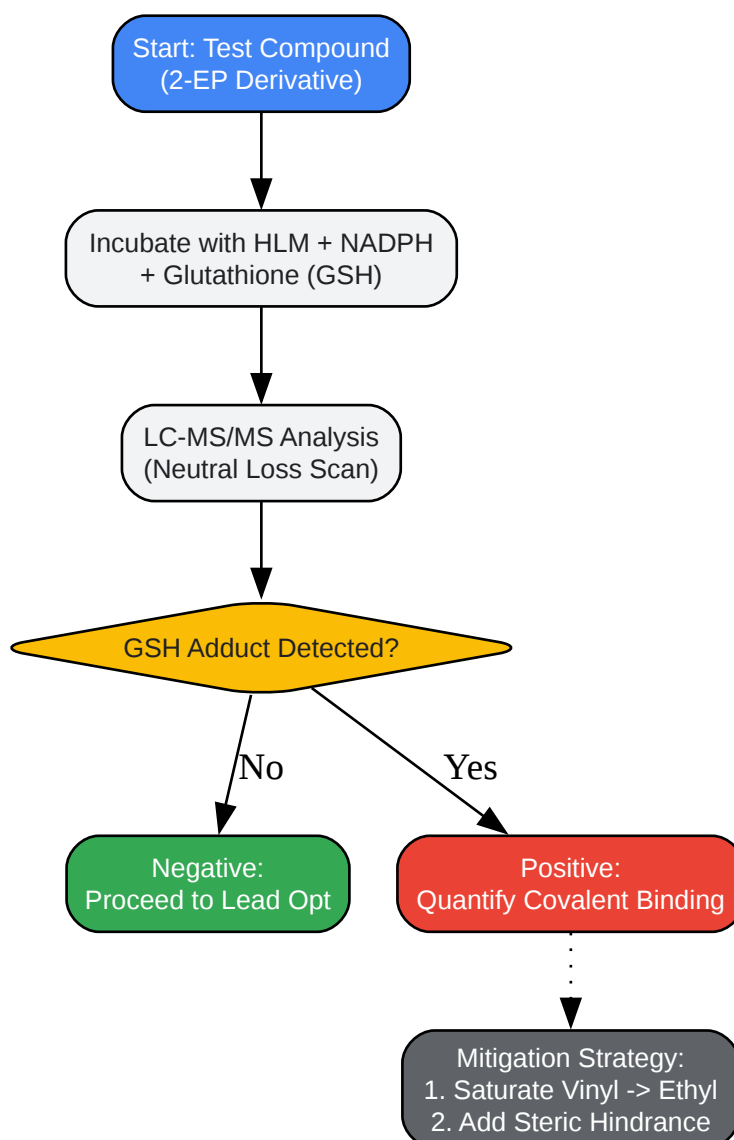 Start: Test Compound
(2-EP Derivative)
Incubate with HLM + NADPH
+ Glutathione (GSH)
LC-MS/MS Analysis
(Neutral Loss Scan)
GSH Adduct Detected?
No
Yes
Negative:
Proceed to Lead Opt
Positive:
Quantify Covalent Binding
Mitigation Strategy:
1. Saturate Vinyl -> Ethyl
2. Add Steric Hindrance